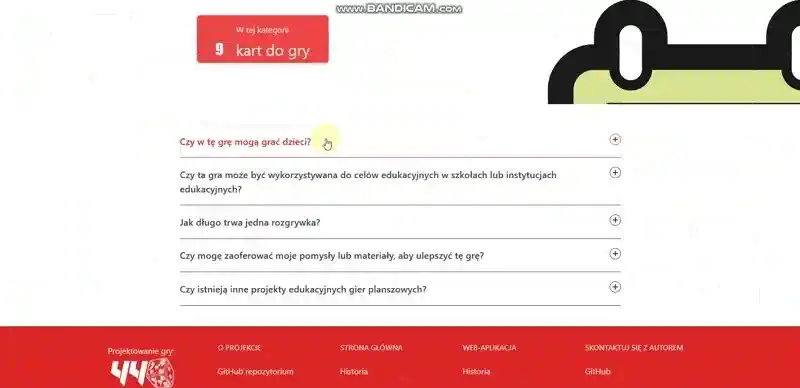 www.BANDICAM.com
W tej kategorii
9 kart do gry
Czy w tę grę mogą grać dzieci?
Czy ta gra może być wykorzystywana do celów edukacyjnych w szkołach lub instytucjach
edukacyjnych?
Jak długo trwa jedna rozgrywka?
Czy mogę zaoferować moje pomysły lub materiały, aby ulepszyć tę grę?
Czy istnieją inne projekty edukacyjnych gier planszowych?
Projektowanie gry:
O PROJEKCIE
STRONA GŁÓWNA
WEB-APLIKACJA
SKONTAKTUJ SIĘ Z AUTOREM
GitHub repozytorium
Historia
Historia
GitHub